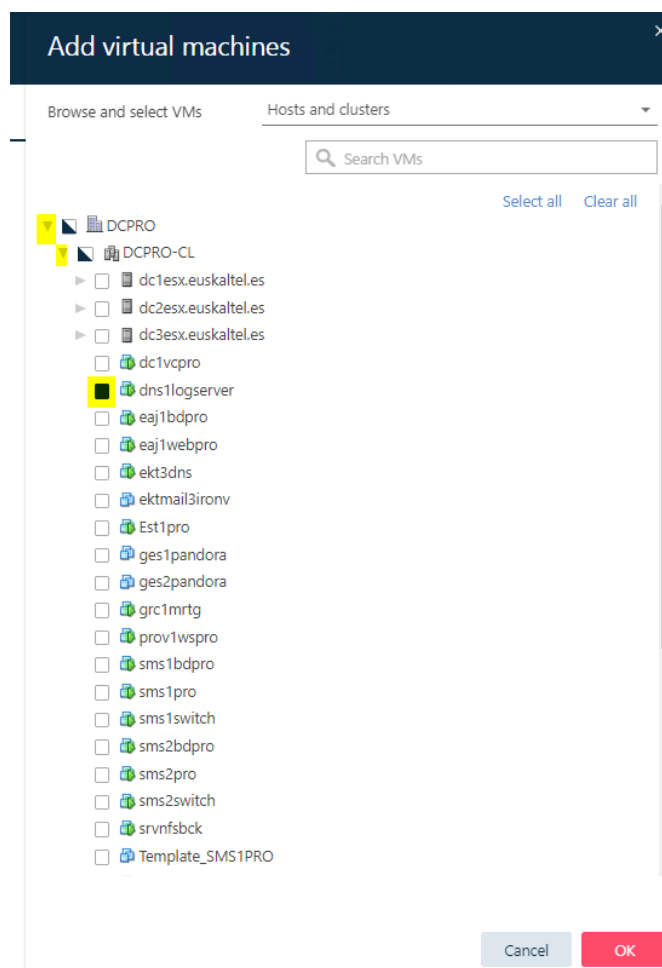 Add virtual machines
Browse and select VMs Hosts and clusters
Search VMs
Select all Clear all
DCPRO
DCPRO-CL
dc1esx.euskaltel.es
dc2esx.euskaltel.es
dc3esx.euskaltel.es
dc1vcpro
dns1logserver
eaj1bdpro
eaj1webpro
ekt3dns
ektmail3ironv
Est1pro
ges1pandora
ges2pandora
grc1mrtg
prov1wspro
sms1bdpro
sms1pro
sms1switch
sms2bdpro
sms2pro
sms2switch
srvnfsbck
Template_SMS1PRO
Cancel OK